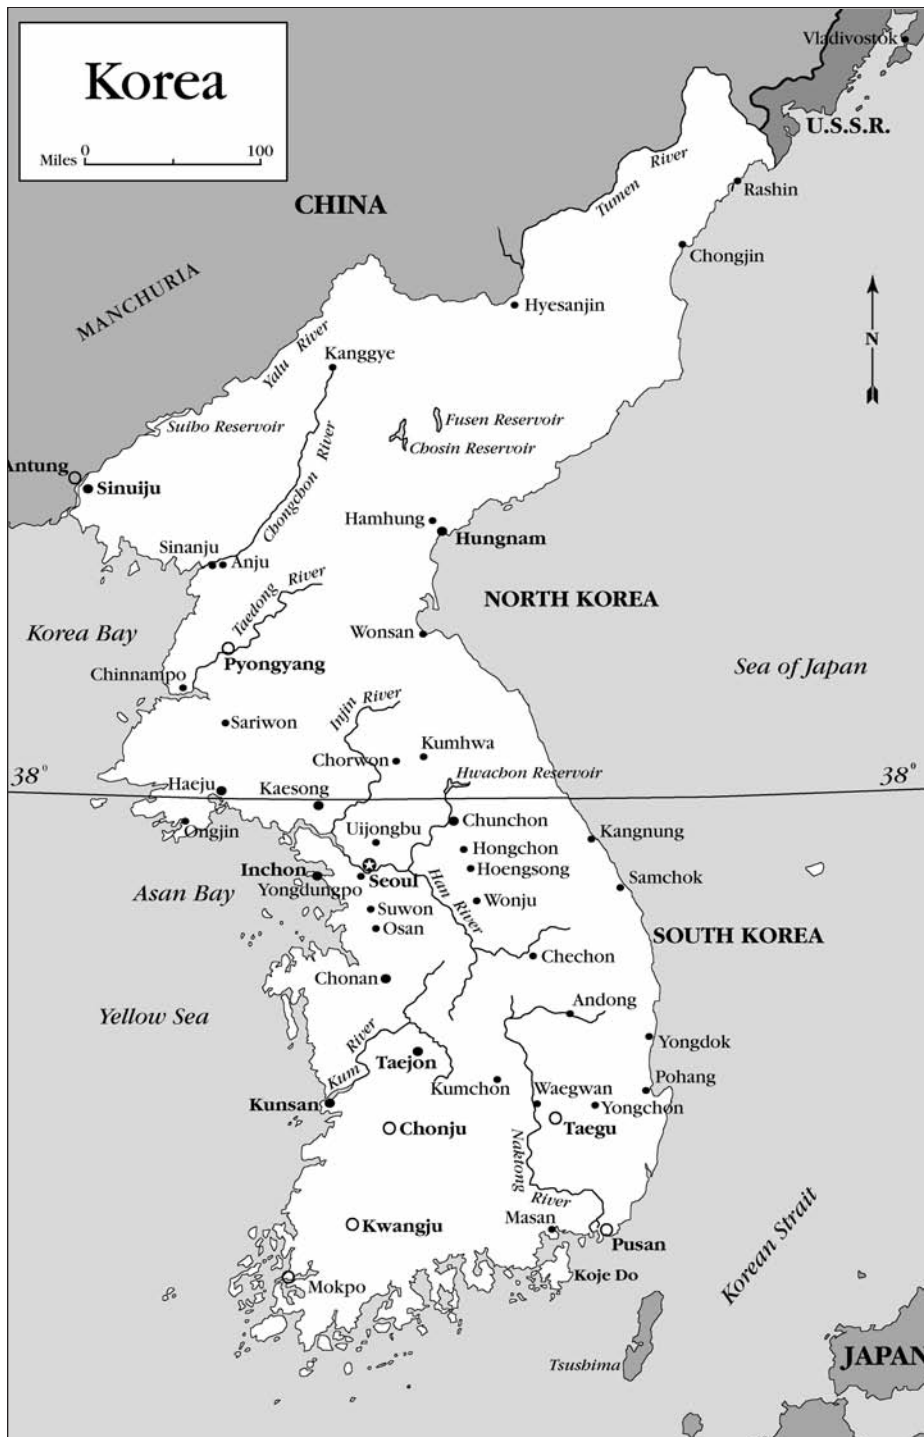 Korea
Miles 0 100
Vladivostok
U.S.S.R.
Tumen River
Rashin
CHINA
Chongjin
MANCHURIA
Hyesanjin
N
Yalu River
Kanggye
Suiho Reservoir
Fusen Reservoir
Chosin Reservoir
Chongchon River
Antung
Sinuiju
Hamhung
Hungnam
Sinanju
Anju
Taedong River
NORTH KOREA
Korea Bay
Wonsan
Pyongyang
Sea of Japan
Chinnampo
Injin River
Sariwon
Kumhwa
Chorwon
38°
Hwachon Reservoir
38°
Haeju
Kaesong
Ongjin
Uijongbu
Chunchon
Kangnung
Hongchon
Inchon
Hoengsong
Asan Bay
Yongdungpo
Seoul
Han River
Samchok
Suwon
Wonju
Osan
SOUTH KOREA
Chechon
Chonan
Andong
Yellow Sea
Kum River
Yongdok
Taejon
Kumchon
Waegwan
Pohang
Kunsan
Yongchon
Chonju
Taegu
Naktong River
Masan
Kwangju
Pusan
Korean Strait
Koje Do
Mokpo
Tsushima
JAPAN